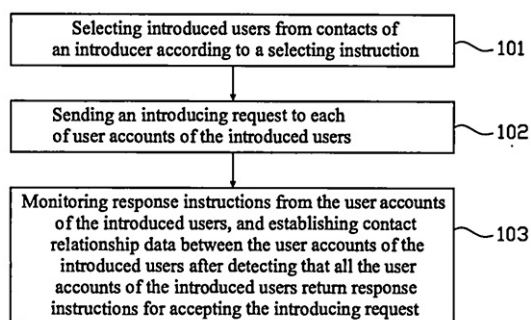 Selecting introduced users from contacts of
an introducer according to a selecting instruction
101
Sending an introducing request to each
of user accounts of the introduced users
102
Monitoring response instructions from the user accounts
of the introduced users, and establishing contact
relationship data between the user accounts of the
introduced users after detecting that all the user
accounts of the introduced users return response
instructions for accepting the introducing request
103